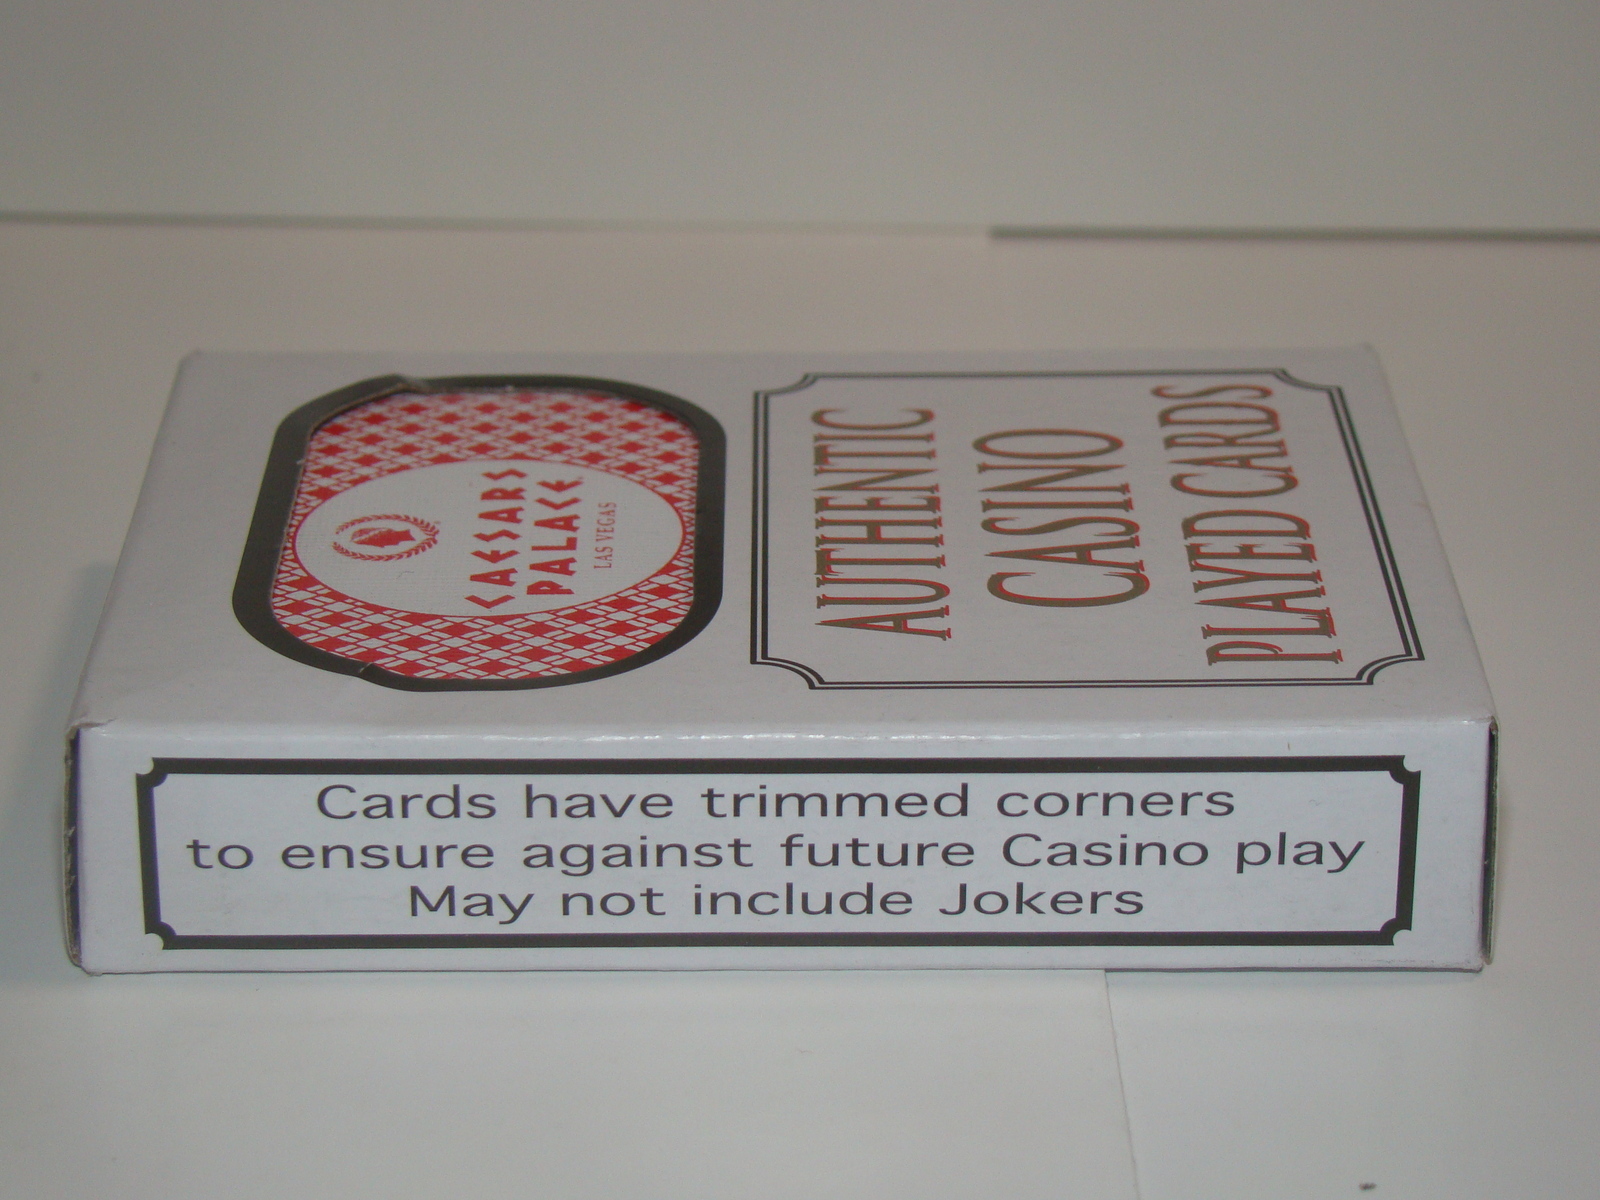 CAESARS
PALACE
LAS VEGAS
AUTHENTIC
CASINO
PLAYED CARDS
Cards have trimmed corners
to ensure against future Casino play
May not include Jokers